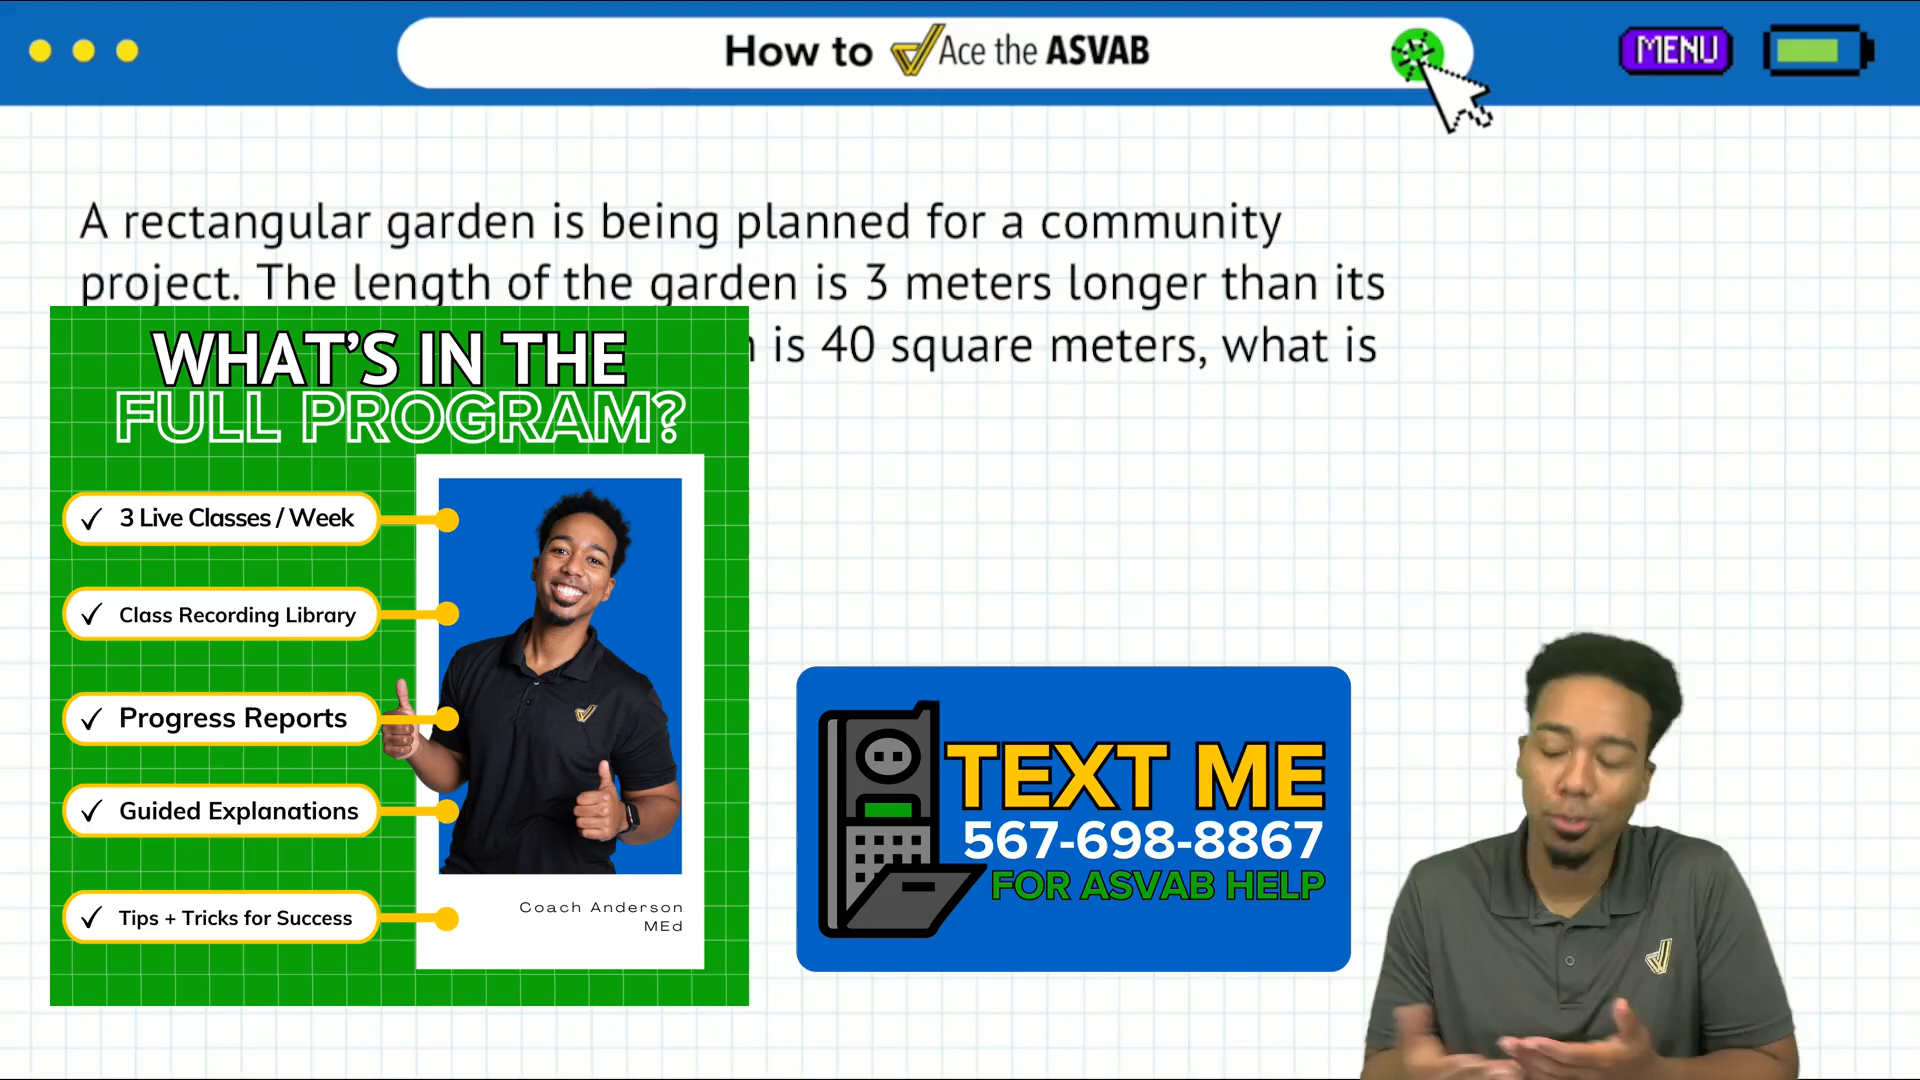 How to Ace the ASVAB
MENU
A rectangular garden is being planned for a community
project. The length of the garden is 3 meters longer than its
is 40 square meters, what is
WHAT'S IN THE
FULL PROGRAM?
✓ 3 Live Classes / Week
✓ Class Recording Library
✓ Progress Reports
✓ Guided Explanations
✓ Tips + Tricks for Success
Coach Anderson
MEd
TEXT ME
567-698-8867
FOR ASVAB HELP